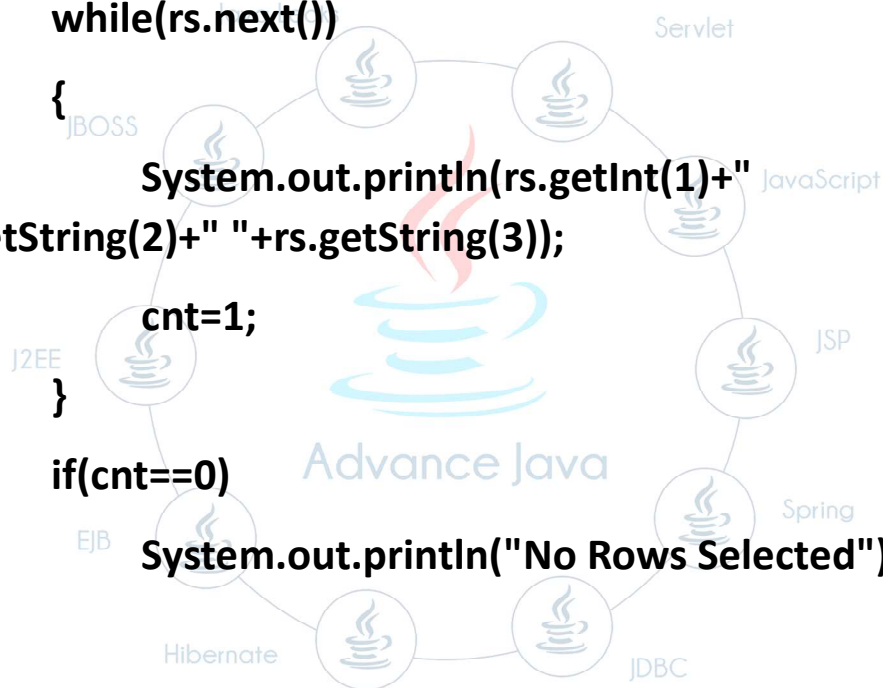 while(rs.next())
Servlet
{
JBOSS
System.out.println(rs.getInt(1)+"
JavaScript
tString(2)+" "+rs.getString(3));
cnt=1;
J2EE
JSP
}
if(cnt==0)
Advance Java
Spring
EJB
System.out.println("No Rows Selected")
Hibernate
JDBC